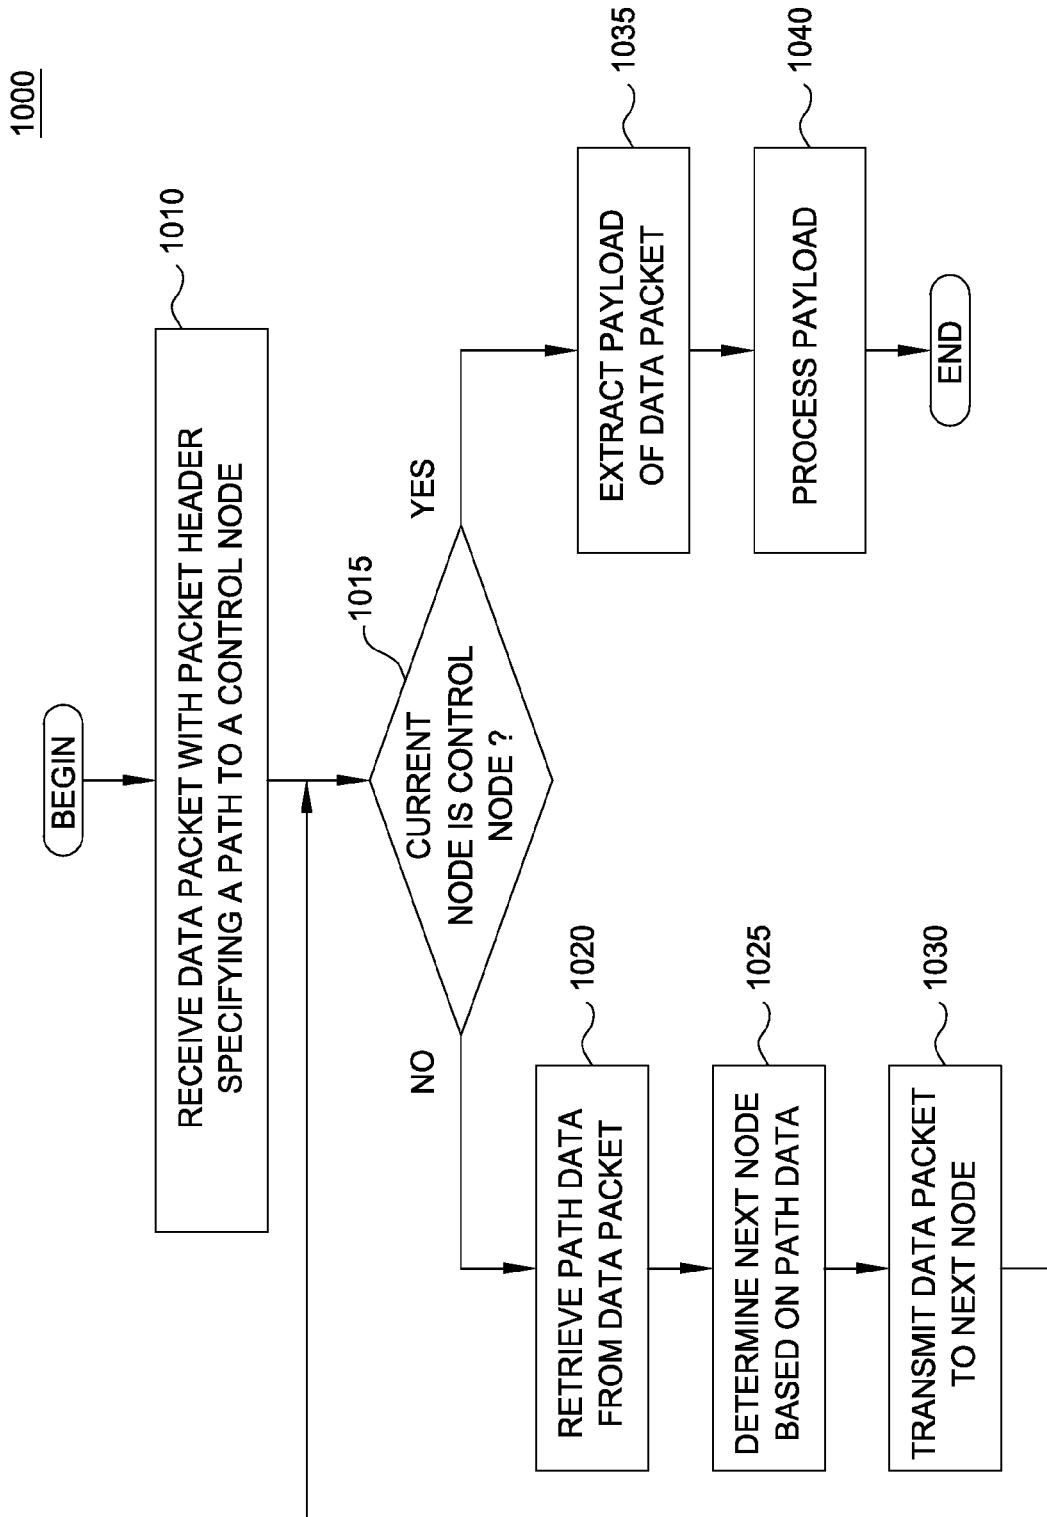 1000
BEGIN
RECEIVE DATA PACKET WITH PACKET HEADER
SPECIFYING A PATH TO A CONTROL NODE
1010
CURRENT
NODE IS CONTROL
NODE ?
1015
NO
YES
RETRIEVE PATH DATA
FROM DATA PACKET
1020
DETERMINE NEXT NODE
BASED ON PATH DATA
1025
TRANSMIT DATA PACKET
TO NEXT NODE
1030
EXTRACT PAYLOAD
OF DATA PACKET
1035
PROCESS PAYLOAD
1040
END